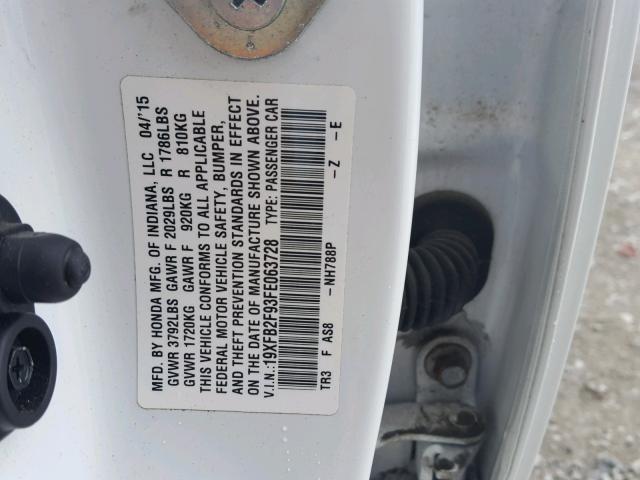 MFD. BY HONDA MFG. OF INDIANA, LLC 04/'15
GVWR 3792LBS GAWR F 2029LBS R 1786LBS
GVWR 1720KG GAWR F 920KG R 810KG
THIS VEHICLE CONFORMS TO ALL APPLICABLE
FEDERAL MOTOR VEHICLE SAFETY, BUMPER,
AND THEFT PREVENTION STANDARDS IN EFFECT
ON THE DATE OF MANUFACTURE SHOWN ABOVE.
V.I.N.:19XFB2F93FE063728 TYPE: PASSENGER CAR
-NH788P -Z -E
TR3 F AS8